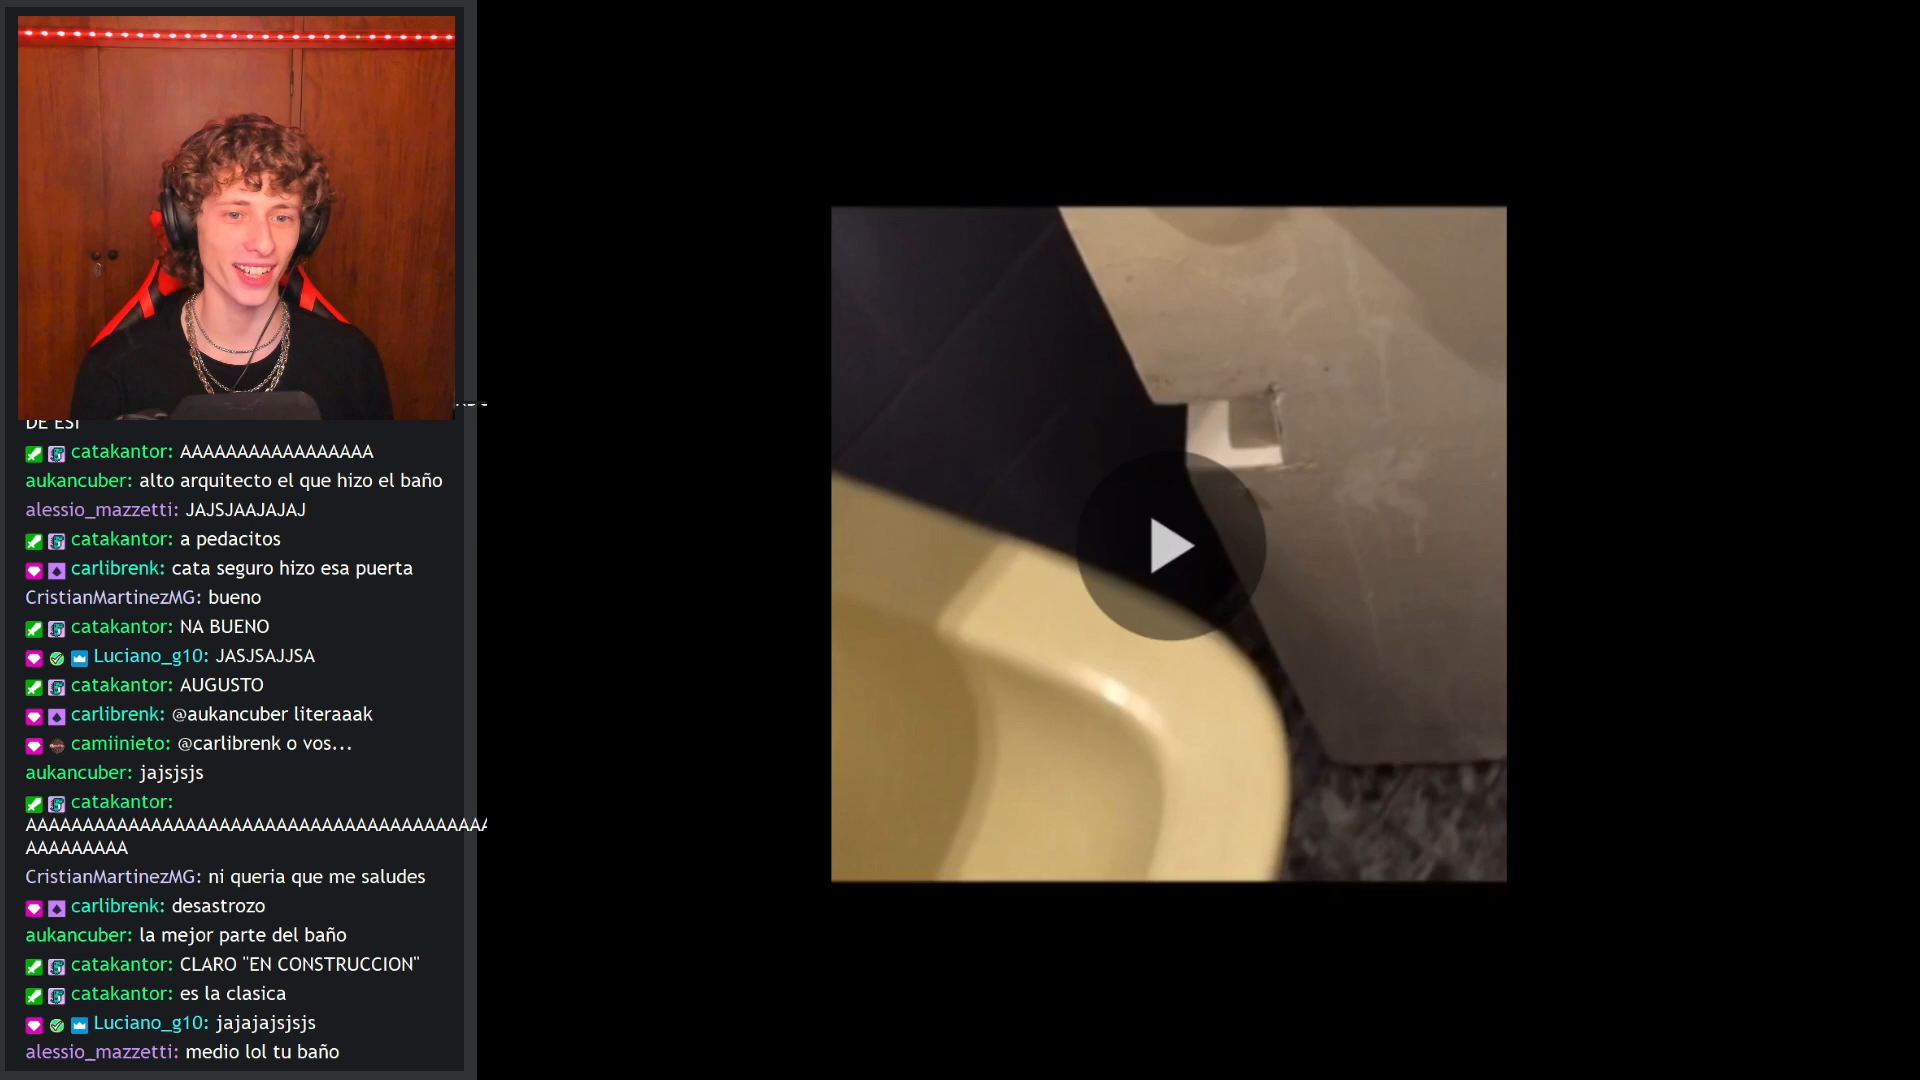 DE ESI
catakantor: AAAAAAAAAAAAAAAAA
aukancuber: alto arquitecto el que hizo el baño
alessio_mazzetti: JAJSJAAJAJAJ
catakantor: a pedacitos
carlibrenk: cata seguro hizo esa puerta
CristianMartinezMG: bueno
catakantor: NA BUENO
Luciano_g10: JASJSAJJSA
catakantor: AUGUSTO
carlibrenk: @aukancuber literaaak
camiinieto: @carlibrenk o vos...
aukancuber: jajsjsjs
catakantor:
AAAAAAAAAAAAAAAAAAAAAAAAAAAAAAAAAAAAAAAAA
AAAAAAAAA
CristianMartinezMG: ni queria que me saludes
carlibrenk: desastrozo
aukancuber: la mejor parte del baño
catakantor: CLARO "EN CONSTRUCCION"
catakantor: es la clasica
Luciano_g10: jajajajsjsjs
alessio_mazzetti: medio lol tu baño